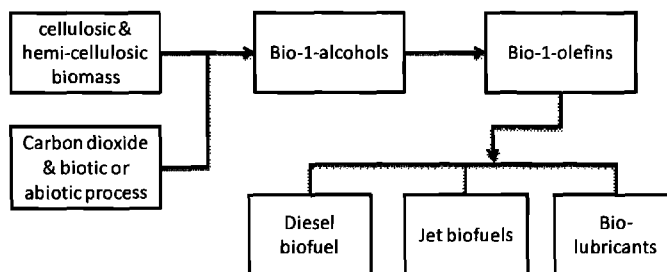 cellulosic &
hemi-cellulosic
biomass
Bio-1-alcohols
Bio-1-olefins
Carbon dioxide
& biotic or
abiotic process
Diesel
biofuel
Jet biofuels
Bio-
lubricants